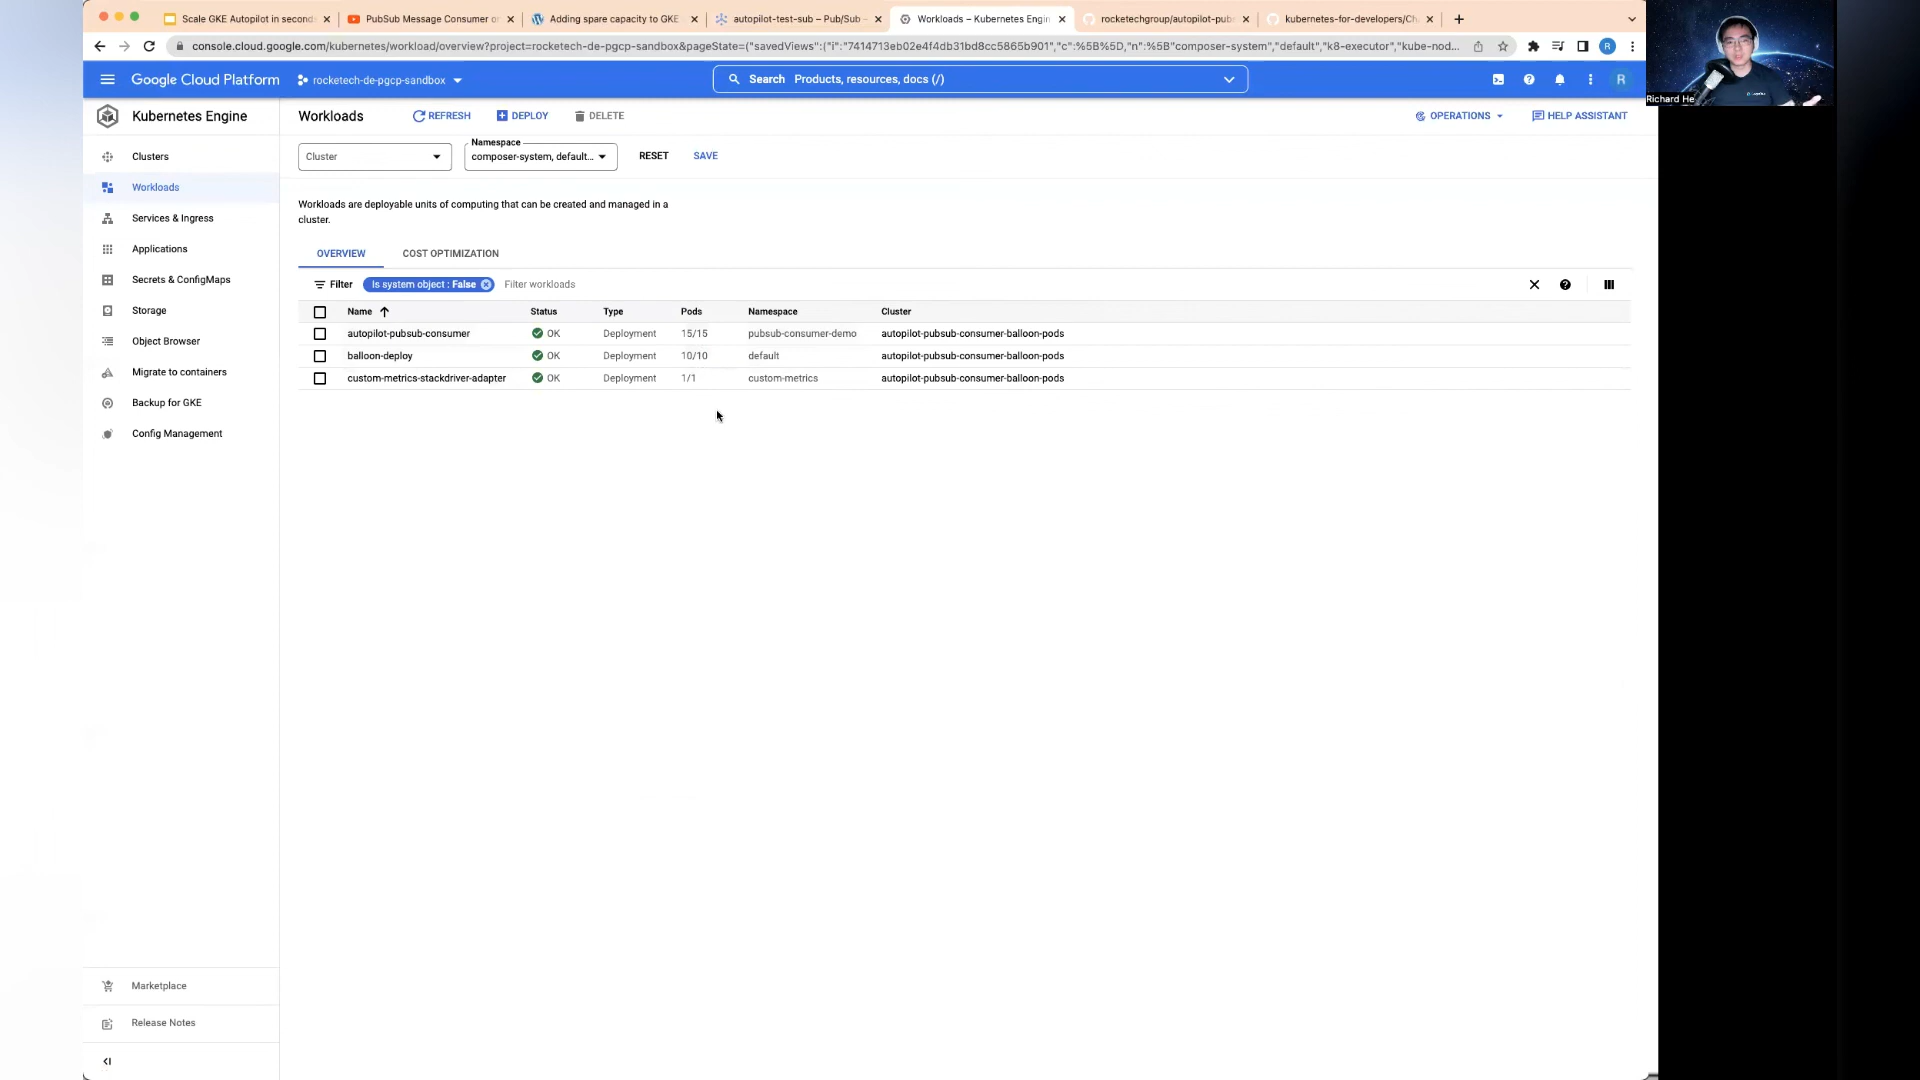 Scale GKE Autopilot in second
PubSub Message Consumer or
Adding spare capacity to GKE
autopilot-test-sub – Pu/Sub –
Workloads – Kubernetes Engin
rocketechgroup/autopilot-pub
kubernetes-for-developers/Ch
console.cloud.google.com/kubernetes/workload/overview?project=rocketech-de-pgcp-sandbox&pageState=("savedViews":("i":"7414713eb02e4f4db31bd8cc5865b901","c":%5B%5D,"n":%5B"composer-system","default","k8-executor","kube-nod...
R
Richard He
Google Cloud Platform
rocketech-de-pgcp-sandbox
Search Products, resources, docs (/)
R
Kubernetes Engine
Workloads
REFRESH
DEPLOY
DELETE
OPERATIONS
HELP ASSISTANT
Clusters
Workloads
Services & Ingress
Applications
Secrets & ConfigMaps
Storage
Object Browser
Migrate to containers
Backup for GKE
Config Management
Marketplace
Release Notes
Cluster
Namespace
composer-system, default...
RESET
SAVE
Workloads are deployable units of computing that can be created and managed in a
cluster.
OVERVIEW
COST OPTIMIZATION
Filter
Is system object : False
Filter workloads
Name Status Type Pods Namespace Cluster
autopilot-pubsub-consumer OK Deployment 15/15 pubsub-consumer-demo autopilot-pubsub-consumer-balloon-pods
balloon-deploy OK Deployment 10/10 default autopilot-pubsub-consumer-balloon-pods
custom-metrics-stackdriver-adapter OK Deployment 1/1 custom-metrics autopilot-pubsub-consumer-balloon-pods